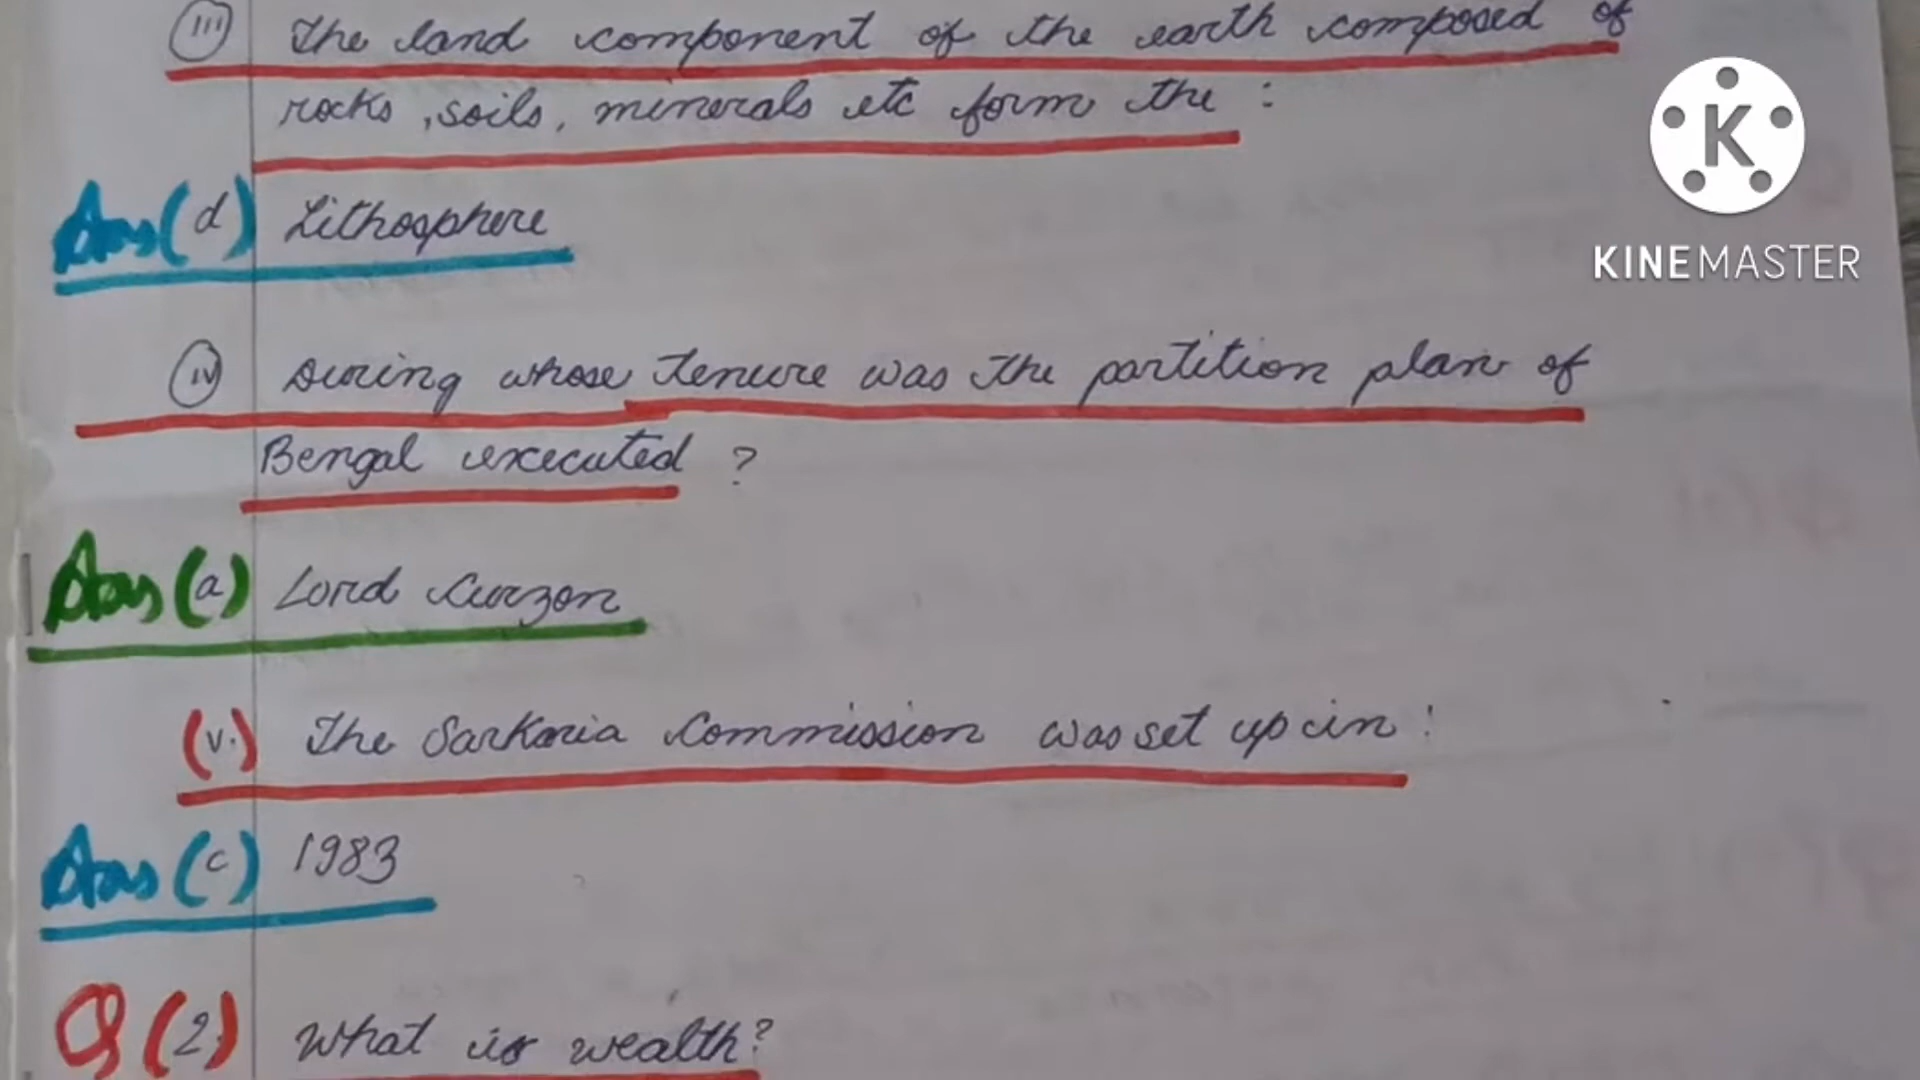 (iii) The land component of the earth composed of
rocks, soils, minerals etc form the :
Ans (d) Lithosphere
(iv) During whose tenure was the partition plan of
Bengal executed ?
Ans (a) Lord Curzon
(v.) The Sarkaria Commission was set up in :
Ans (c) 1983
Q (2) What is wealth?
K
KINEMASTER